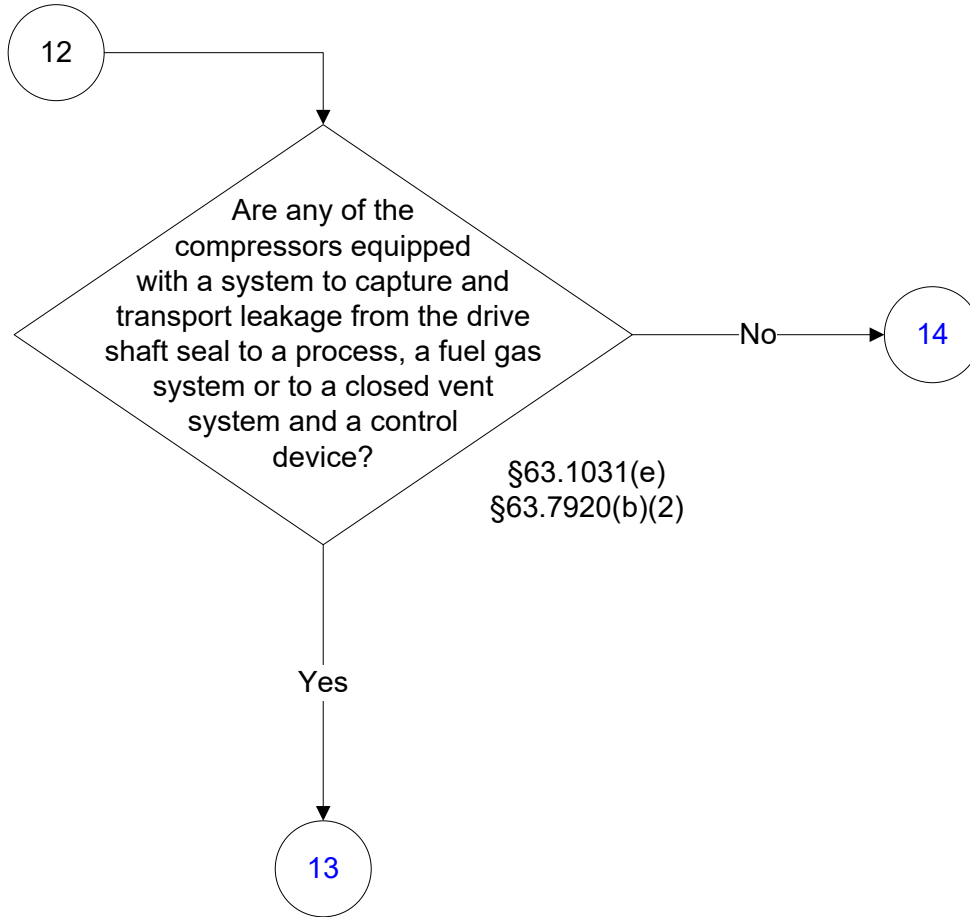 12
Are any of the
compressors equipped
with a system to capture and
transport leakage from the drive
shaft seal to a process, a fuel gas
system or to a closed vent
system and a control
device?
No
14
§63.1031(e)
§63.7920(b)(2)
Yes
13